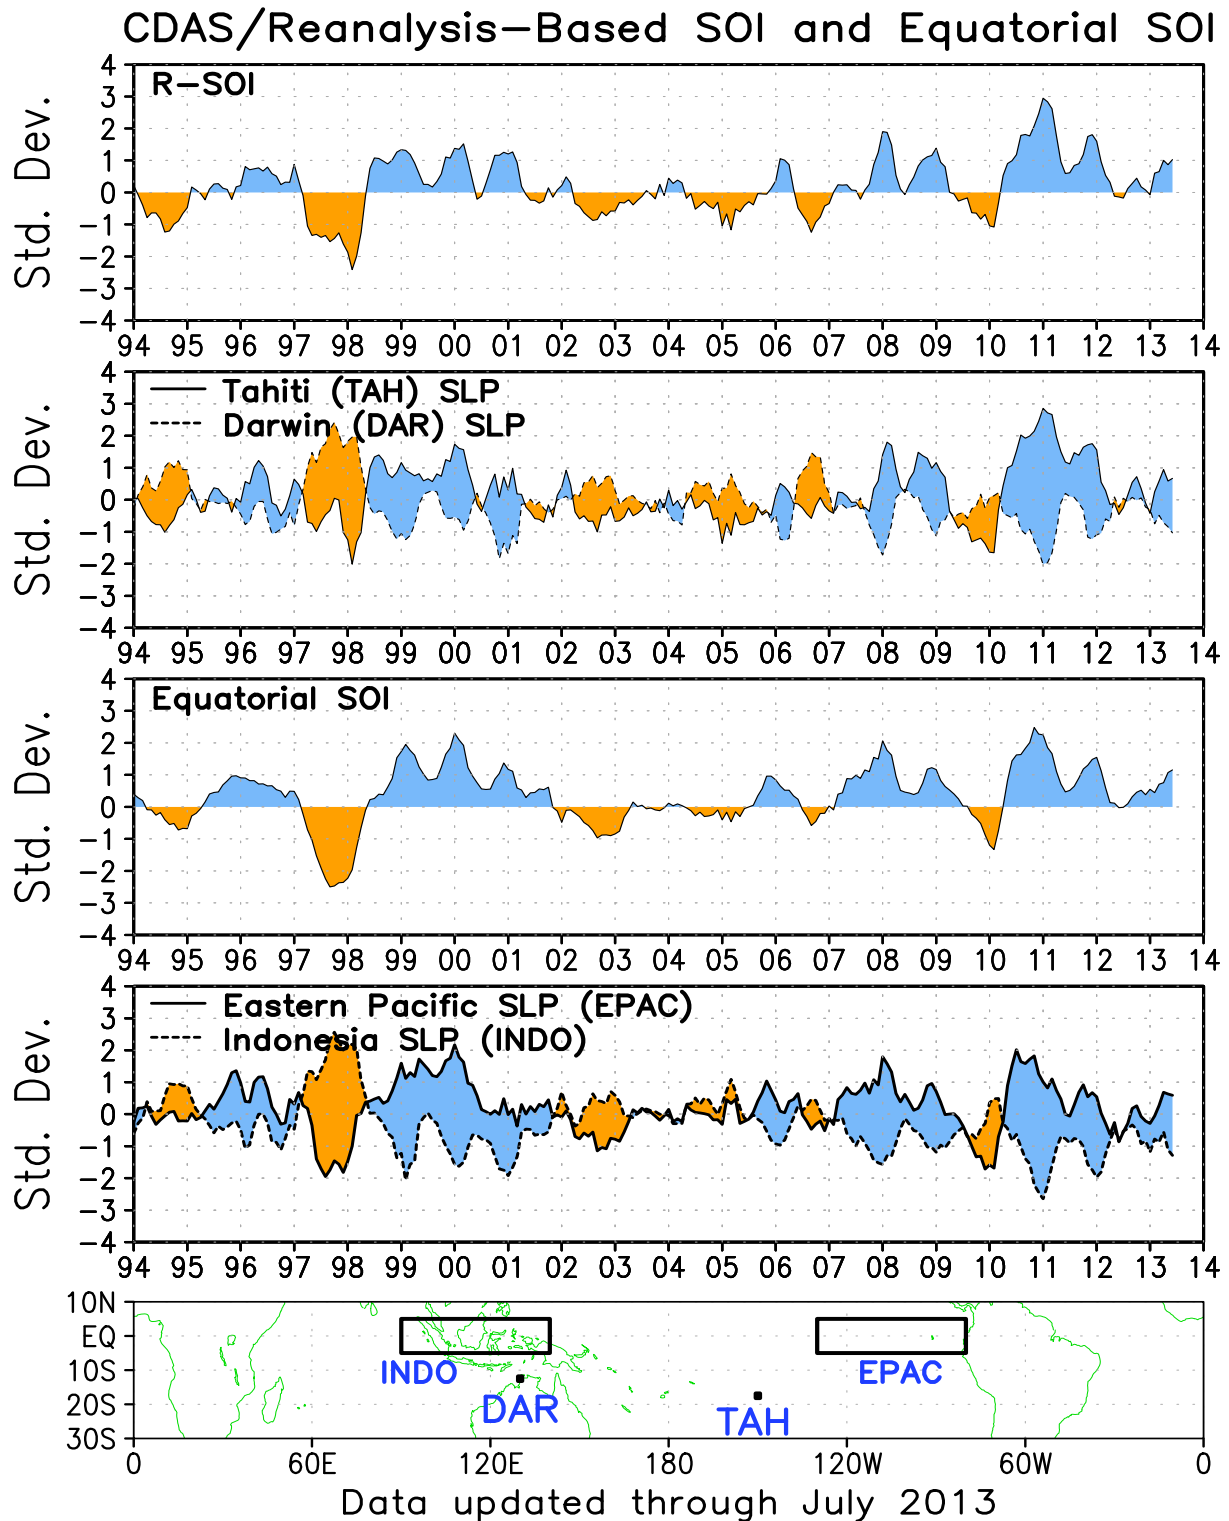 CDAS/Reanalysis-Based SOI and Equatorial SOI
R-SOI
Std. Dev.
4
3
2
1
0
-1
-2
-3
-4
94 95 96 97 98 99 00 01 02 03 04 05 06 07 08 09 10 11 12 13 14
Tahiti (TAH) SLP
Darwin (DAR) SLP
Std. Dev.
4
3
2
1
0
-1
-2
-3
-4
94 95 96 97 98 99 00 01 02 03 04 05 06 07 08 09 10 11 12 13 14
Equatorial SOI
Std. Dev.
4
3
2
1
0
-1
-2
-3
-4
94 95 96 97 98 99 00 01 02 03 04 05 06 07 08 09 10 11 12 13 14
Eastern Pacific SLP (EPAC)
Indonesia SLP (INDO)
Std. Dev.
4
3
2
1
0
-1
-2
-3
-4
94 95 96 97 98 99 00 01 02 03 04 05 06 07 08 09 10 11 12 13 14
10N
EQ
10S
20S
30S
INDO
EPAC
DAR
TAH
0 60E 120E 180 120W 60W 0
Data updated through July 2013